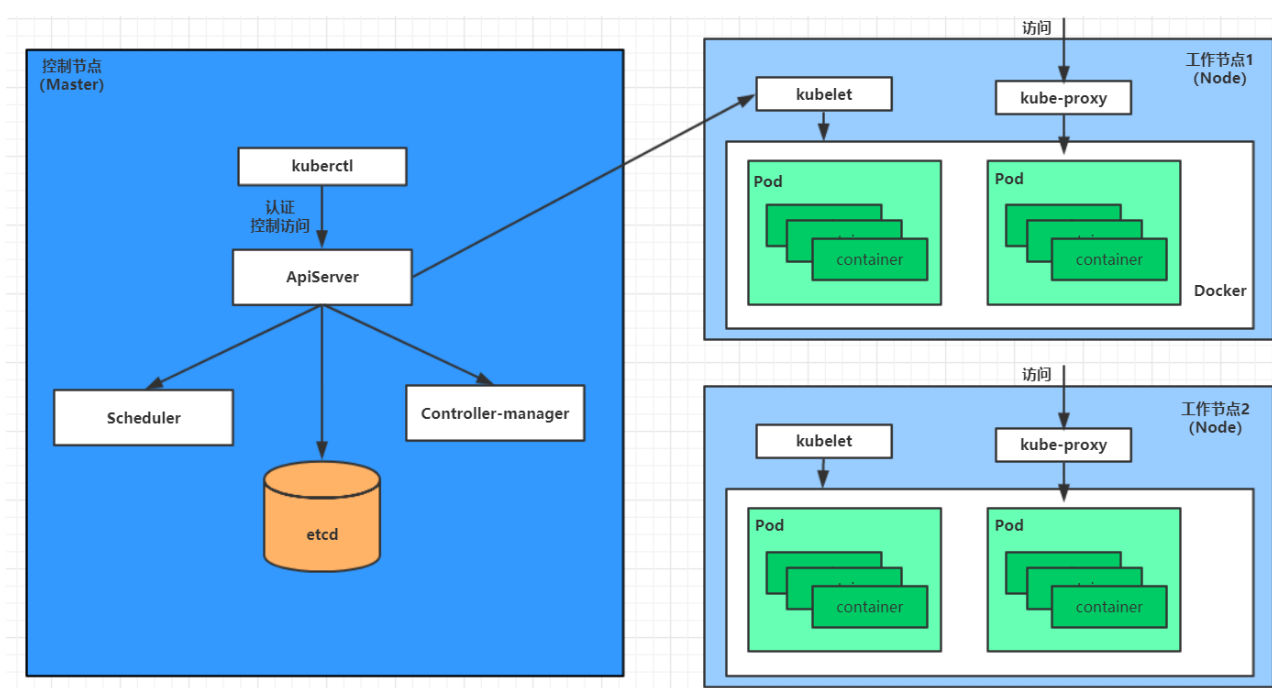 控制节点
(Master)
kuberctl
认证
控制访问
ApiServer
Scheduler
Controller-manager
etcd
访问
工作节点1
(Node)
kubelet
kube-proxy
Pod
container
Pod
container
Docker
访问
工作节点2
(Node)
kubelet
kube-proxy
Pod
container
Pod
container